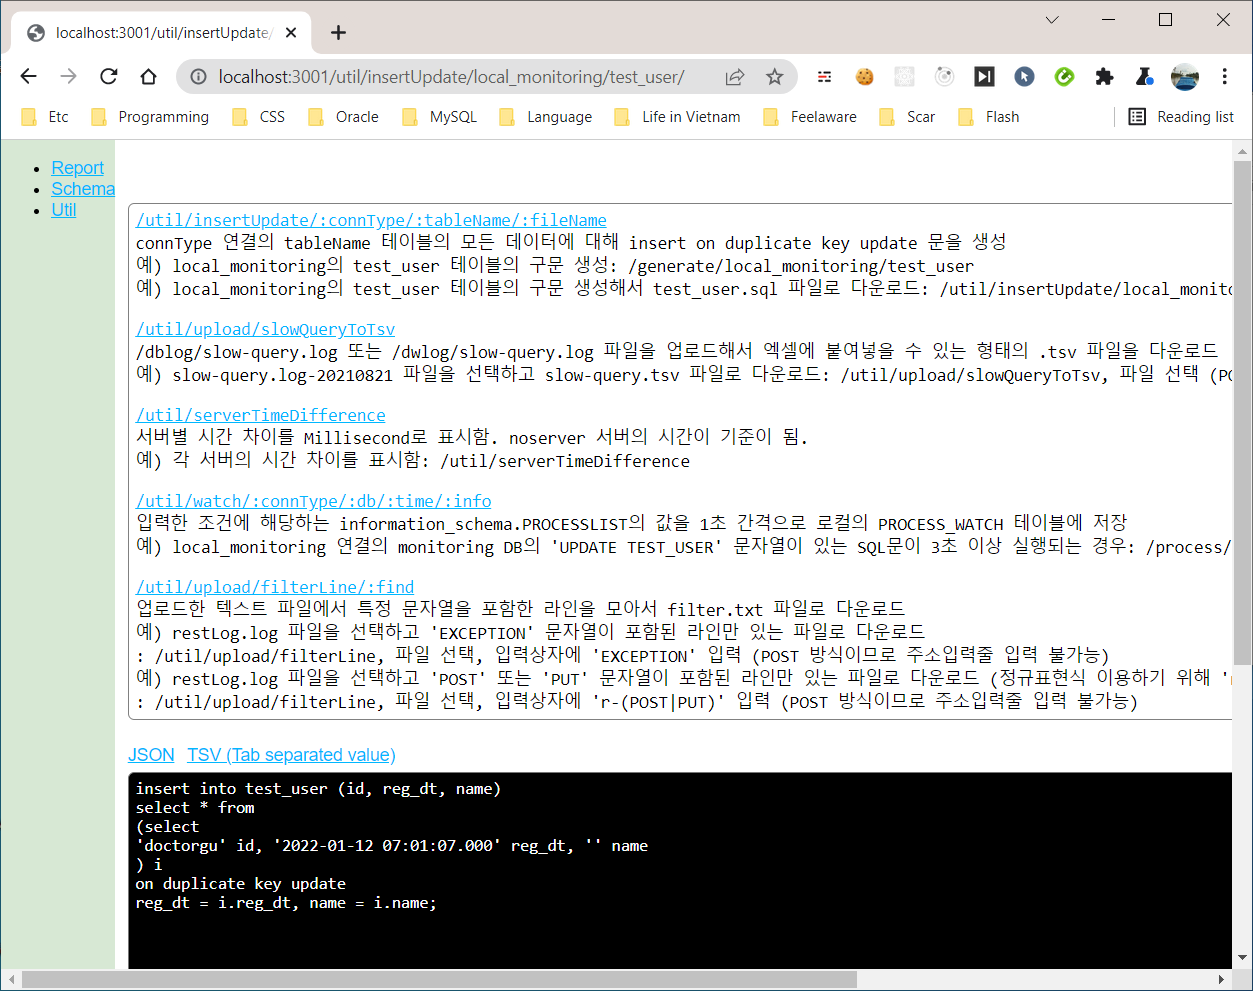 localhost:3001/util/insertUpdate/
localhost:3001/util/insertUpdate/local_monitoring/test_user/
Etc Programming CSS Oracle MySQL Language Life in Vietnam Feelaware Scar Flash Reading list
Report
Schema
Util
/util/insertUpdate/:connType/:tableName/:fileName
connType 연결의 tableName 테이블의 모든 데이터에 대해 insert on duplicate key update 문을 생성
예) local_monitoring의 test_user 테이블의 구문 생성: /generate/local_monitoring/test_user
예) local_monitoring의 test_user 테이블의 구문 생성해서 test_user.sql 파일로 다운로드: /util/insertUpdate/local_monito
/util/upload/slowQueryToTsv
/dblog/slow-query.log 또는 /dwlog/slow-query.log 파일을 업로드해서 엑셀에 붙여넣을 수 있는 형태의 .tsv 파일을 다운로드
예) slow-query.log-20210821 파일을 선택하고 slow-query.tsv 파일로 다운로드: /util/upload/slowQueryToTsv, 파일 선택 (PO
/util/serverTimeDifference
서버별 시간 차이를 Millisecond로 표시함. noserver 서버의 시간이 기준이 됨.
예) 각 서버의 시간 차이를 표시함: /util/serverTimeDifference
/util/watch/:connType/:db/:time/:info
입력한 조건에 해당하는 information_schema.PROCESSLIST의 값을 1초 간격으로 로컬의 PROCESS_WATCH 테이블에 저장
예) local_monitoring 연결의 monitoring DB의 'UPDATE TEST_USER' 문자열이 있는 SQL문이 3초 이상 실행되는 경우: /process/
/util/upload/filterLine/:find
업로드한 텍스트 파일에서 특정 문자열을 포함한 라인을 모아서 filter.txt 파일로 다운로드
예) restLog.log 파일을 선택하고 'EXCEPTION' 문자열이 포함된 라인만 있는 파일로 다운로드
: /util/upload/filterLine, 파일 선택, 입력상자에 'EXCEPTION' 입력 (POST 방식이므로 주소입력줄 입력 불가능)
예) restLog.log 파일을 선택하고 'POST' 또는 'PUT' 문자열이 포함된 라인만 있는 파일로 다운로드 (정규표현식 이용하기 위해 'r
: /util/upload/filterLine, 파일 선택, 입력상자에 'r-(POST|PUT)' 입력 (POST 방식이므로 주소입력줄 입력 불가능)
JSON TSV (Tab separated value)
insert into test_user (id, reg_dt, name)
select * from
(select
'doctorgu' id, '2022-01-12 07:01:07.000' reg_dt, '' name
) i
on duplicate key update
reg_dt = i.reg_dt, name = i.name;